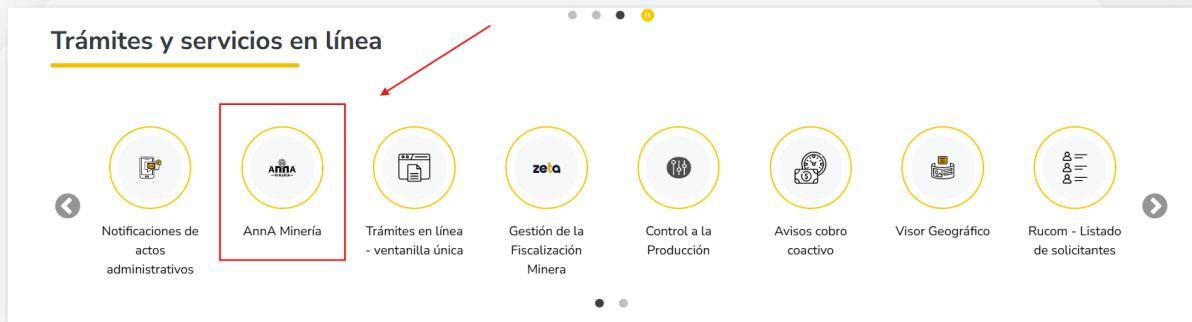 Trámites y servicios en línea
ANNA
MINERÍA
zeta
Notificaciones de
actos
administrativos
AnnA Minería
Trámites en línea
- ventanilla única
Gestión de la
Fiscalización
Minera
Control a la
Producción
Avisos cobro
coactivo
Visor Geográfico
Rucom - Listado
de solicitantes